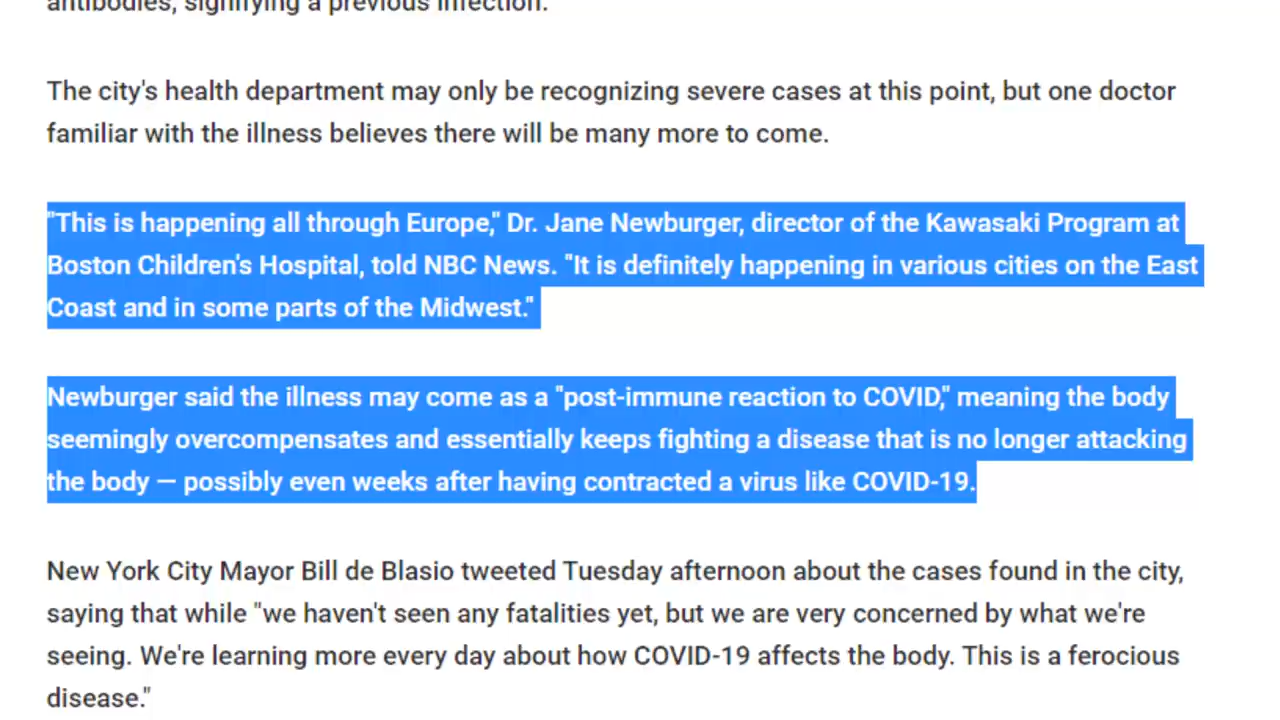 antibodies, signifying a previous infection.
The city's health department may only be recognizing severe cases at this point, but one doctor
familiar with the illness believes there will be many more to come.
"This is happening all through Europe," Dr. Jane Newburger, director of the Kawasaki Program at
Boston Children's Hospital, told NBC News. "It is definitely happening in various cities on the East
Coast and in some parts of the Midwest."
Newburger said the illness may come as a "post-immune reaction to COVID," meaning the body
seemingly overcompensates and essentially keeps fighting a disease that is no longer attacking
the body — possibly even weeks after having contracted a virus like COVID-19.
New York City Mayor Bill de Blasio tweeted Tuesday afternoon about the cases found in the city,
saying that while "we haven't seen any fatalities yet, but we are very concerned by what we're
seeing. We're learning more every day about how COVID-19 affects the body. This is a ferocious
disease."